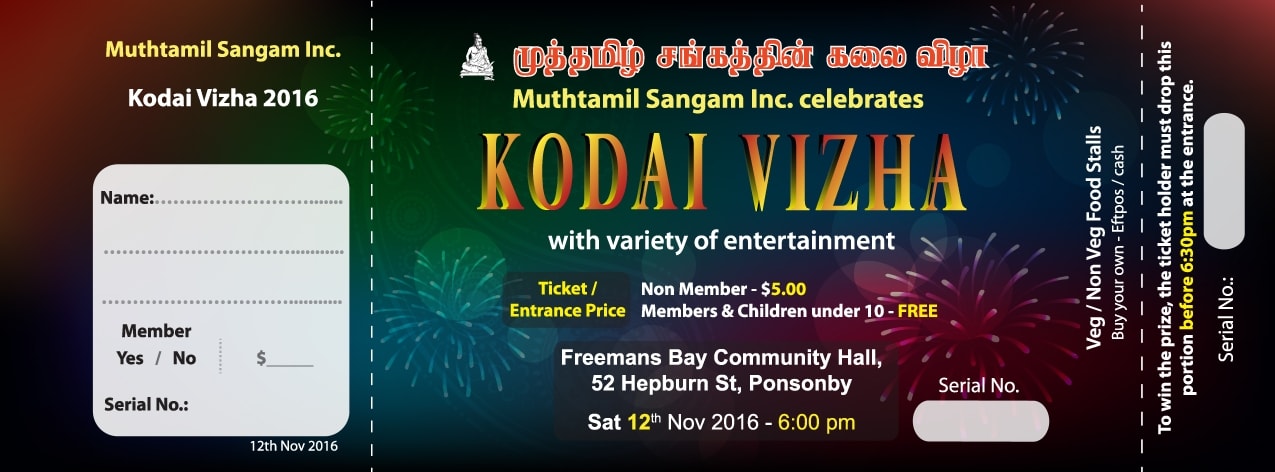 Muthtamil Sangam Inc.
Kodai Vizha 2016
Name:
Member
Yes / No
$
Serial No.:
12th Nov 2016
முத்தமிழ் சங்கத்தின் கலை விழா
Muthtamil Sangam Inc. celebrates
KODAI VIZHA
with variety of entertainment
Ticket /
Entrance Price
Non Member - $5.00
Members & Children under 10 - FREE
Freemans Bay Community Hall,
52 Hepburn St, Ponsonby
Sat 12th Nov 2016 - 6:00 pm
Serial No.
Veg / Non Veg Food Stalls
Buy your own - Eftpos / cash
To win the prize, the ticket holder must drop this
portion before 6:30pm at the entrance.
Serial No.: